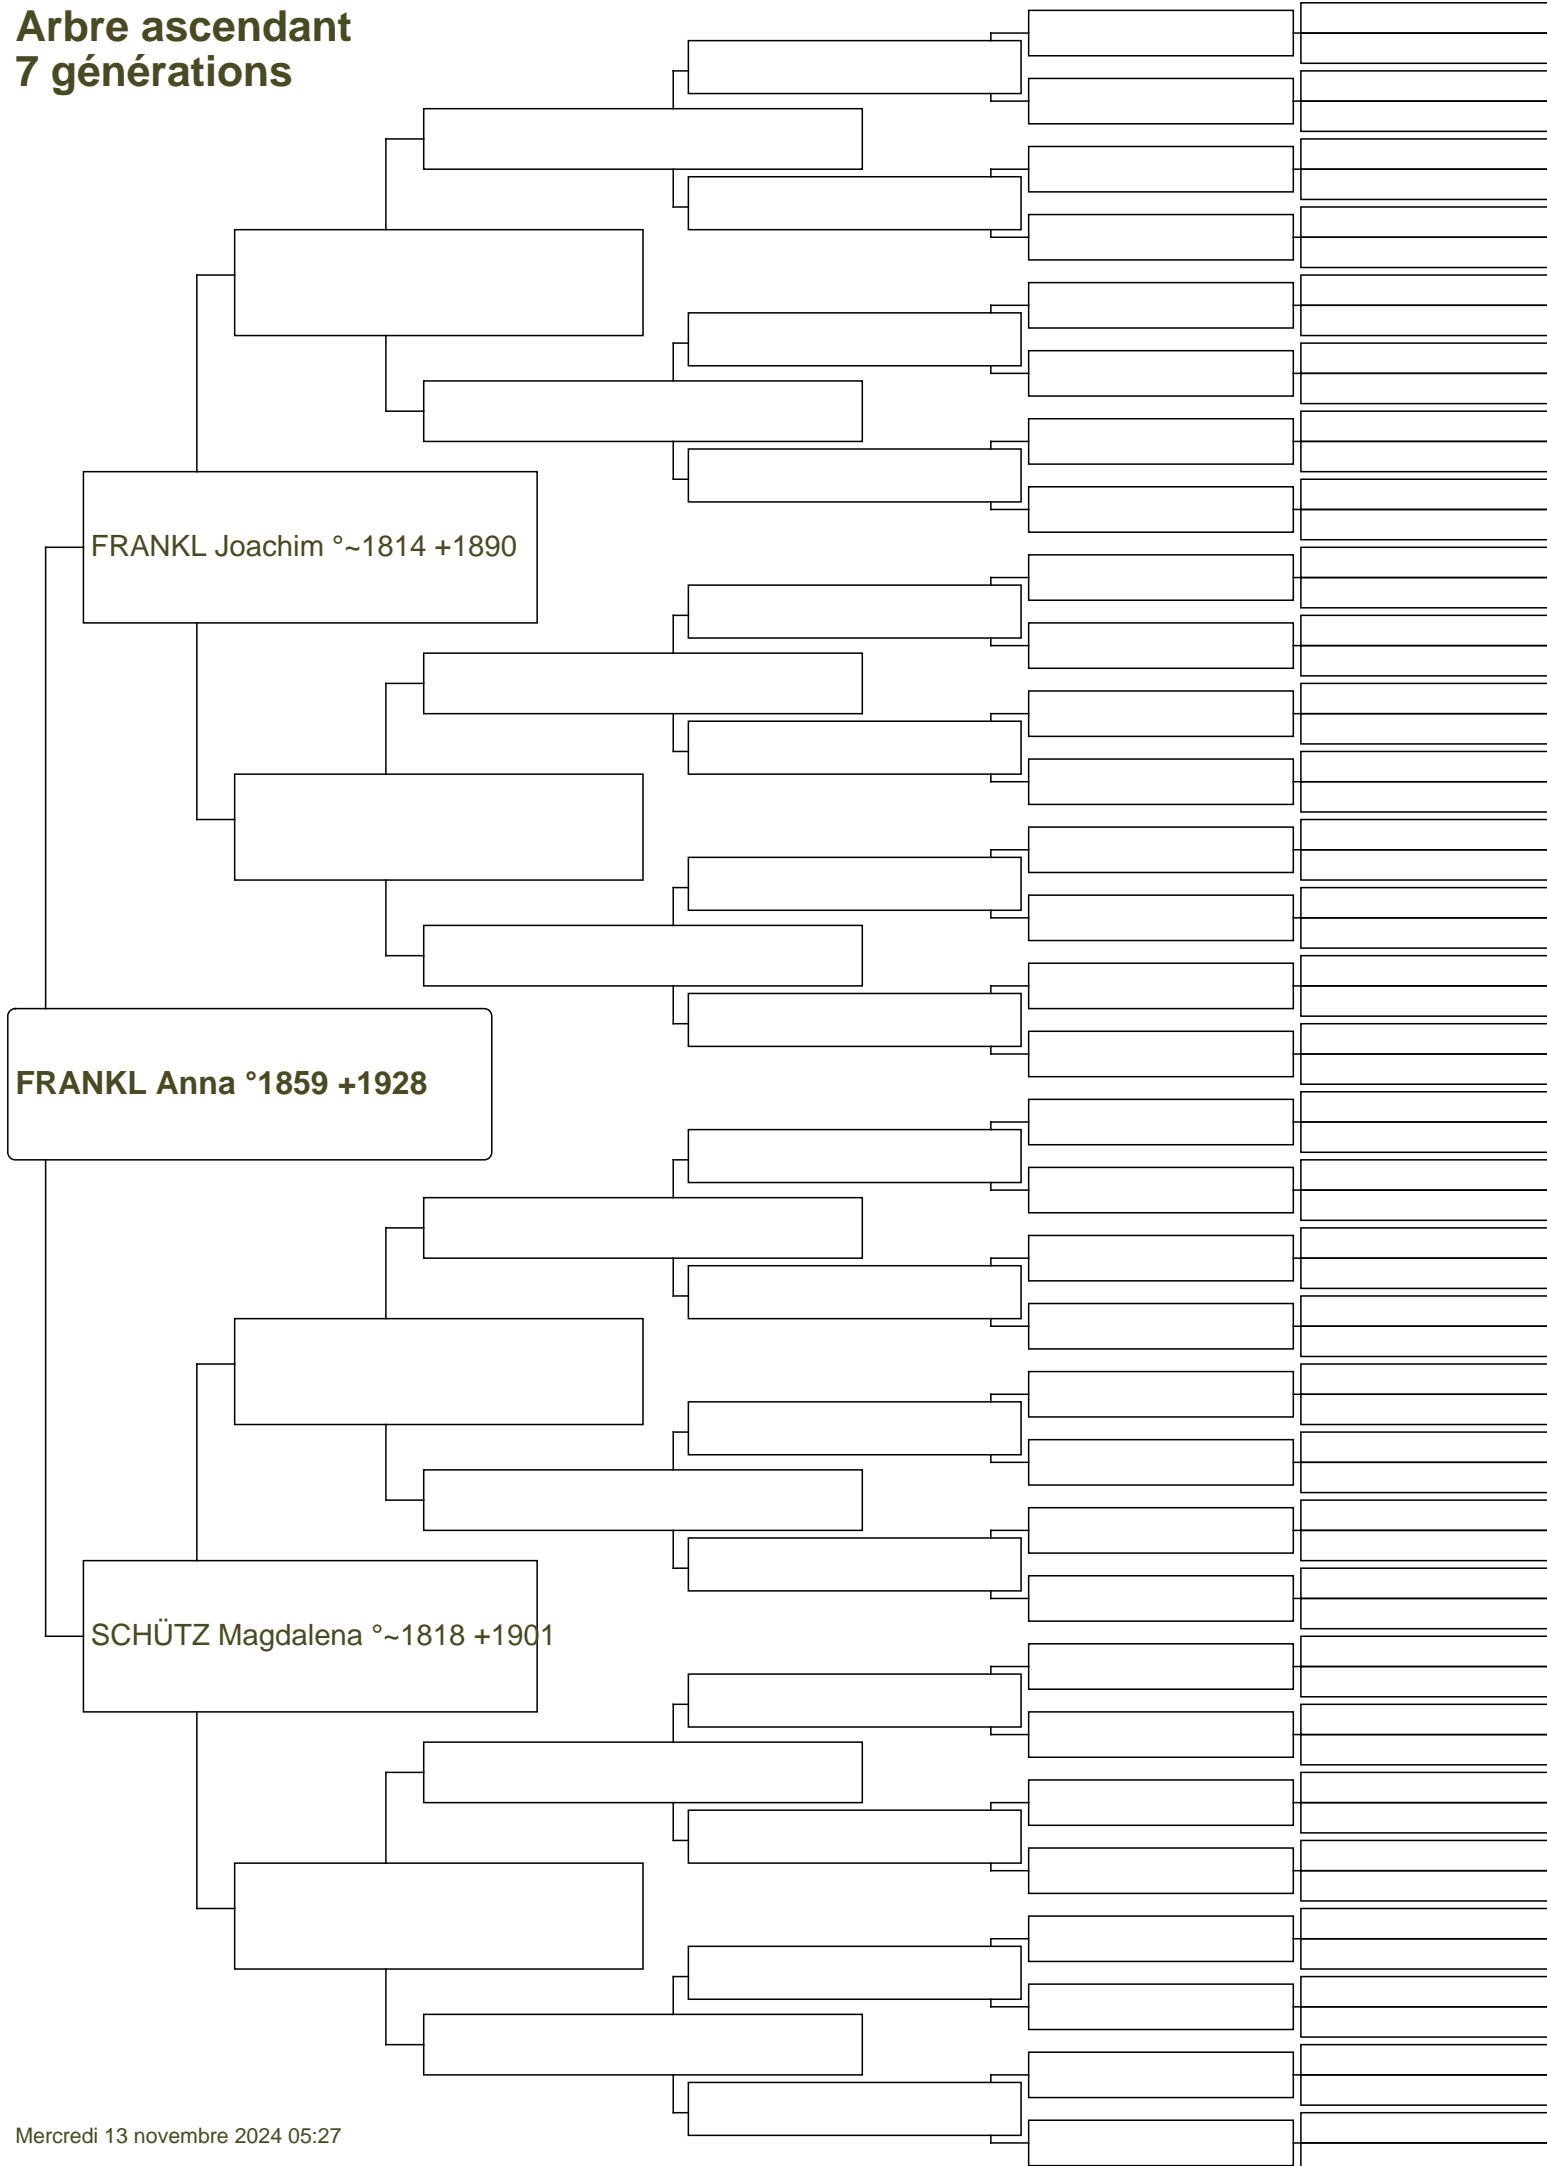 Arbre ascendant
7 générations
FRANKL Joachim °~1814 +1890
FRANKL Anna °1859 +1928
SCHÜTZ Magdalena °~1818 +1901
Mercredi 13 novembre 2024 05:27